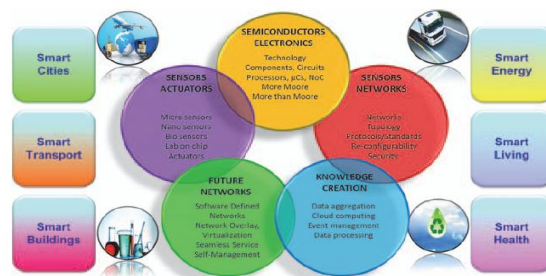 Smart
Cities
Smart
Transport
Smart
Buildings
SEMICONDUCTORS
ELECTRONICS
Technology
Components, Circuits
Processors, µCs, NoC
More Moore
More than Moore
SENSORS
ACTUATORS
Micro sensors
Nano sensors
Bio sensors
Lab on chip
Actuators
SENSORS
NETWORKS
Networks
Topology
Protocols/Standards
Re-configurability
Security
FUTURE
NETWORKS
Software Defined
Networks
Network Overlay,
Virtualization
Seamless Service
Self-Management
KNOWLEDGE
CREATION
Data aggregation
Cloud computing
Event management
Data processing
Smart
Energy
Smart
Living
Smart
Health